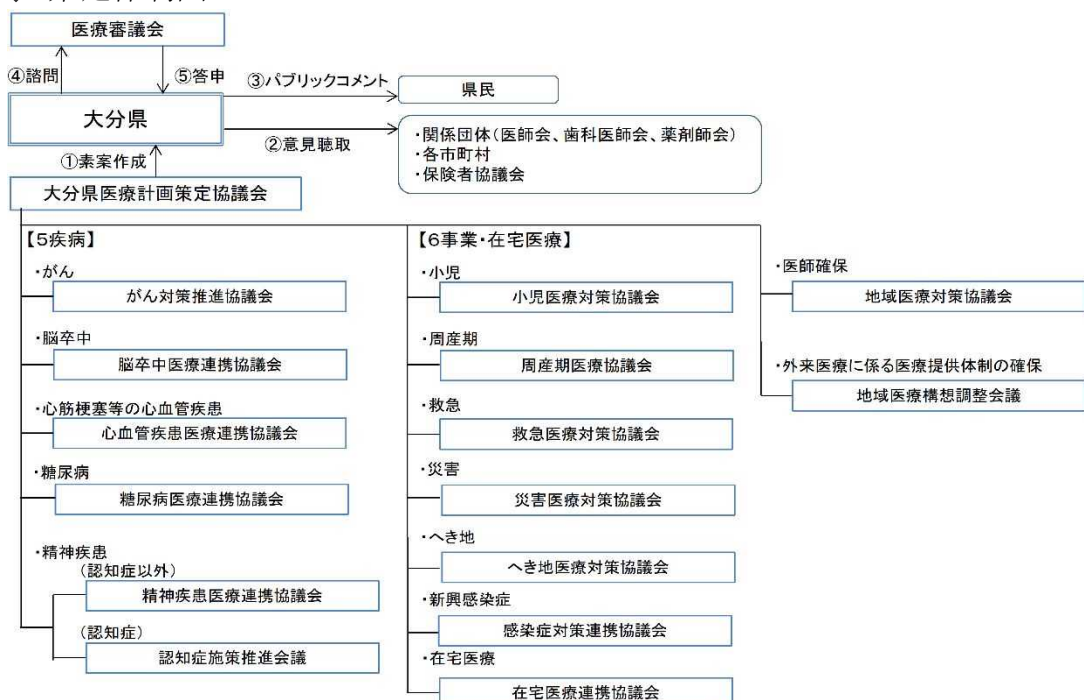 医療審議会
④諮問
⑤答申
③パブリックコメント
県民
大分県
②意見聴取
・関係団体(医師会、歯科医師会、薬剤師会)
・各市町村
・保険者協議会
①素案作成
大分県医療計画策定協議会
【5疾病】
・がん
がん対策推進協議会
・脳卒中
脳卒中医療連携協議会
・心筋梗塞等の心血管疾患
心血管疾患医療連携協議会
・糖尿病
糖尿病医療連携協議会
・精神疾患
(認知症以外)
精神疾患医療連携協議会
(認知症)
認知症施策推進会議
【6事業・在宅医療】
・小児
小児医療対策協議会
・周産期
周産期医療協議会
・救急
救急医療対策協議会
・災害
災害医療対策協議会
・へき地
へき地医療対策協議会
・新興感染症
感染症対策連携協議会
・在宅医療
在宅医療連携協議会
・医師確保
地域医療対策協議会
・外来医療に係る医療提供体制の確保
地域医療構想調整会議